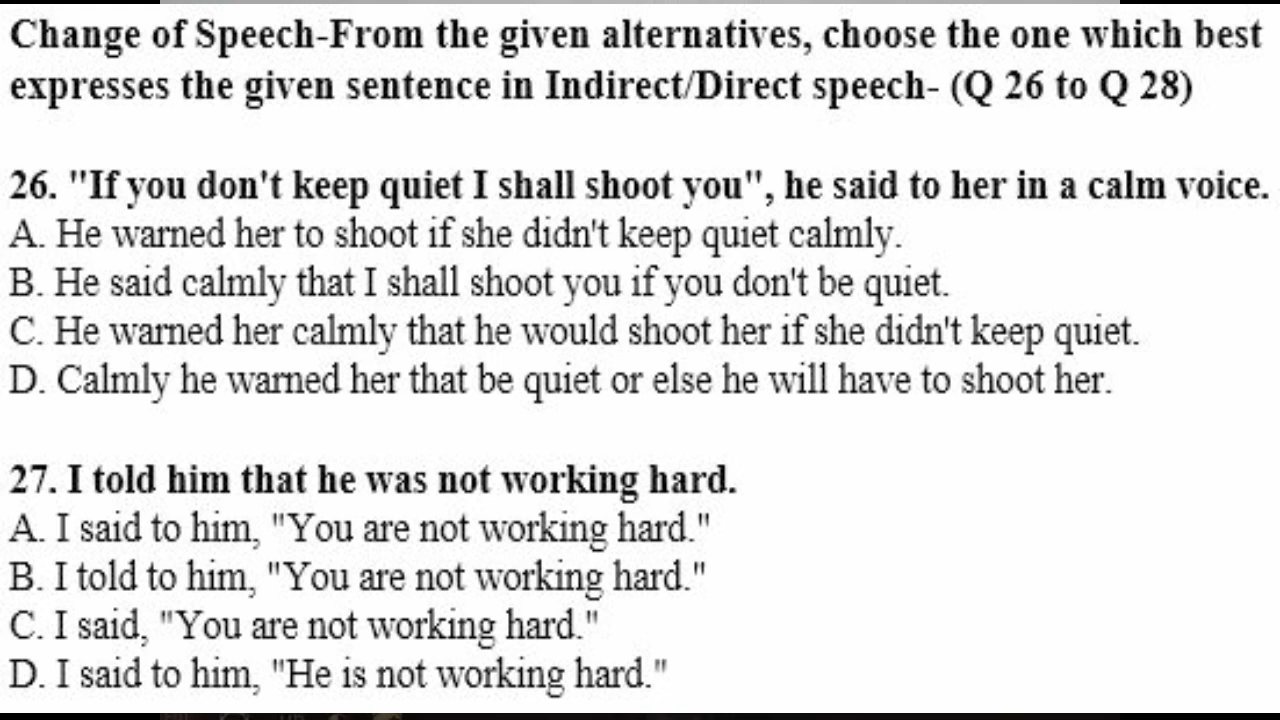 Change of Speech-From the given alternatives, choose the one which best
expresses the given sentence in Indirect/Direct speech- (Q 26 to Q 28)
26. "If you don't keep quiet I shall shoot you", he said to her in a calm voice.
A. He warned her to shoot if she didn't keep quiet calmly.
B. He said calmly that I shall shoot you if you don't be quiet.
C. He warned her calmly that he would shoot her if she didn't keep quiet.
D. Calmly he warned her that be quiet or else he will have to shoot her.
27. I told him that he was not working hard.
A. I said to him, "You are not working hard."
B. I told to him, "You are not working hard."
C. I said, "You are not working hard."
D. I said to him, "He is not working hard."